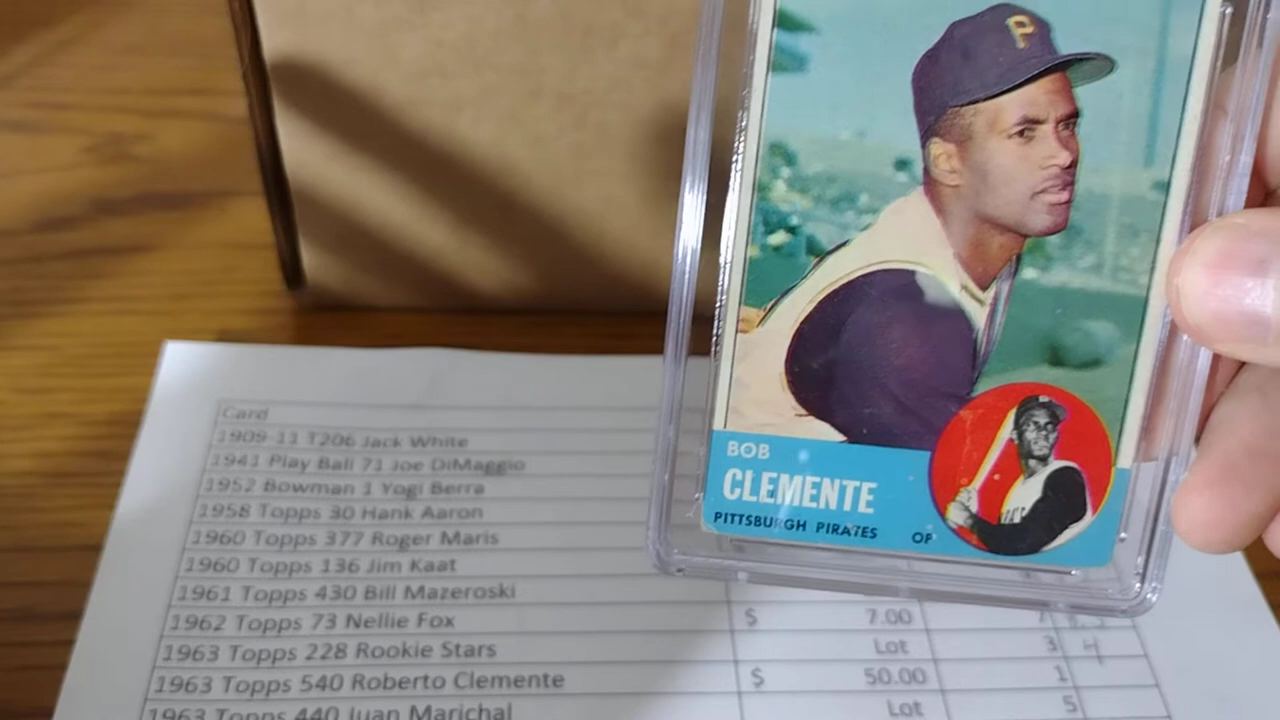 P
BOB
CLEMENTE
PITTSBURGH PIRATES OF
Card
1909-11 T206 Jack White
1941 Play Ball 71 Joe DiMaggio
1952 Bowman 1 Yogi Berra
1958 Topps 30 Hank Aaron
1960 Topps 377 Roger Maris
1960 Topps 136 Jim Kaat
1961 Topps 430 Bill Mazeroski
1962 Topps 73 Nellie Fox $ 7.00 7
1963 Topps 228 Rookie Stars Lot 3 4
1963 Topps 540 Roberto Clemente $ 50.00 1
1963 Topps 440 Juan Marichal Lot 5